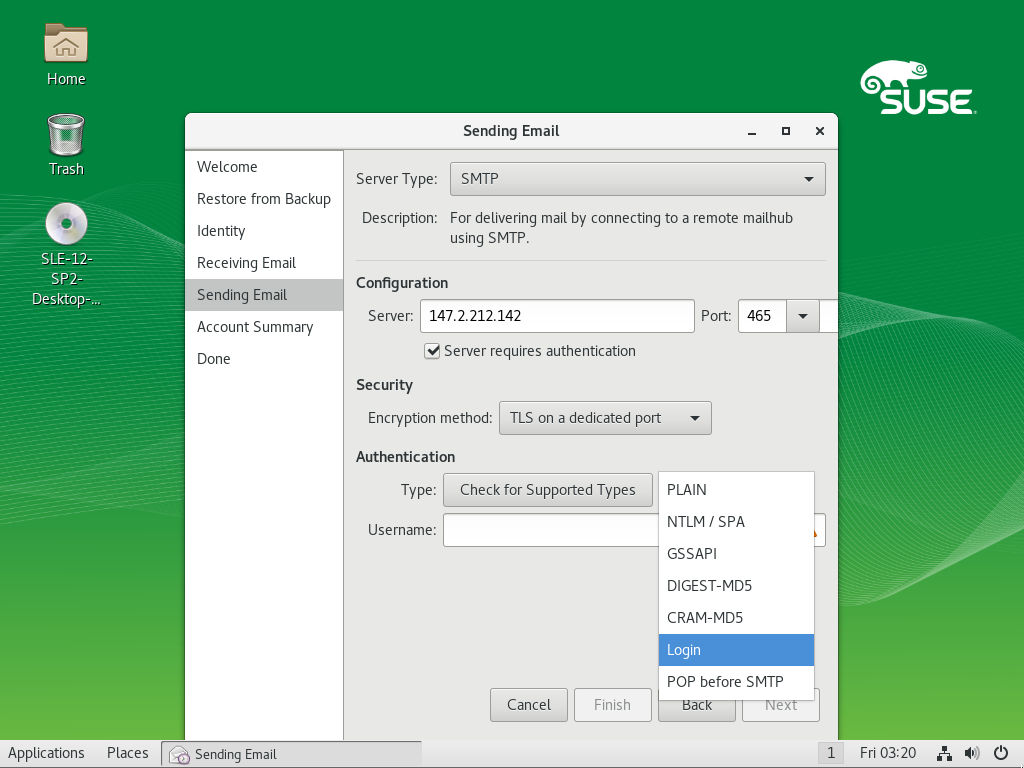 Home
Trash
SLE-12-
SP2-
Desktop-...
SUSE
Sending Email
Welcome
Restore from Backup
Identity
Receiving Email
Sending Email
Account Summary
Done
Server Type: SMTP
Description: For delivering mail by connecting to a remote mailhub
using SMTP.
Configuration
Server: 147.2.212.142 Port: 465
Server requires authentication
Security
Encryption method: TLS on a dedicated port
Authentication
Type: Check for Supported Types
Username:
PLAIN
NTLM / SPA
GSSAPI
DIGEST-MD5
CRAM-MD5
Login
POP before SMTP
Cancel Finish Back Next
Applications Places Sending Email 1 Fri 03:20